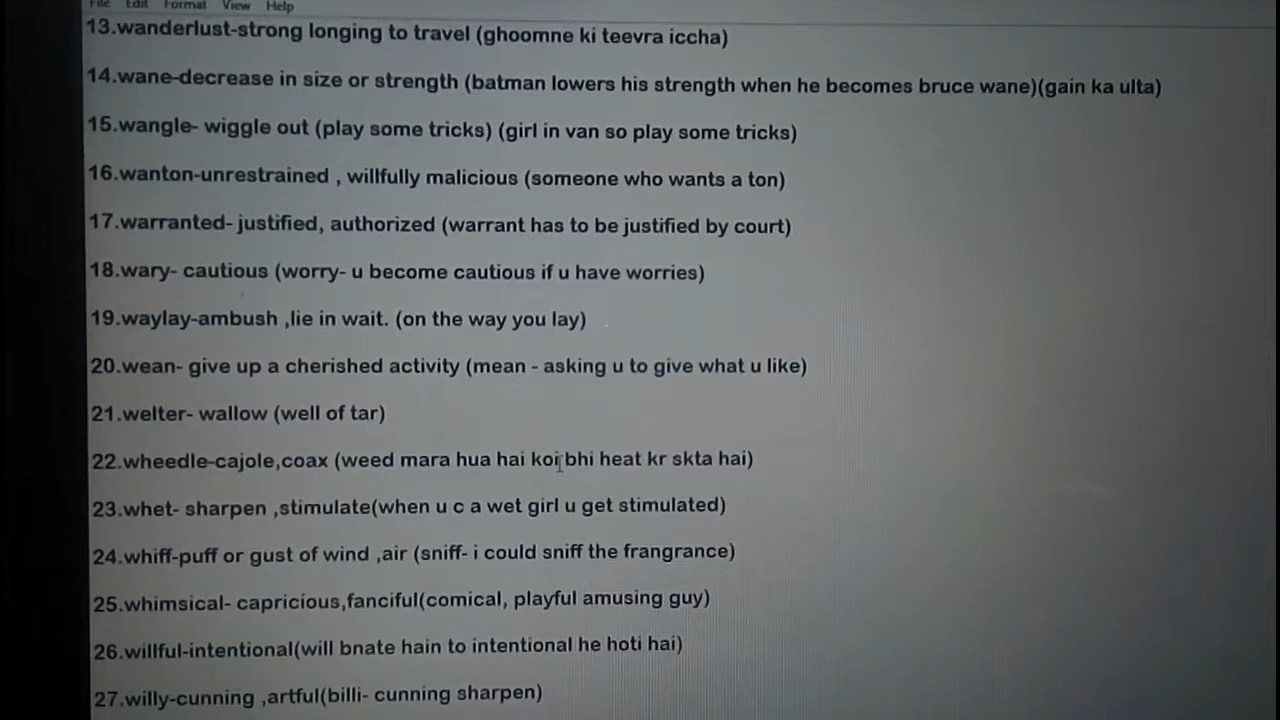 File Edit Format View Help
13.wanderlust-strong longing to travel (ghoomne ki teevra iccha)
14.wane-decrease in size or strength (batman lowers his strength when he becomes bruce wane)(gain ka ulta)
15.wangle- wiggle out (play some tricks) (girl in van so play some tricks)
16.wanton-unrestrained , willfully malicious (someone who wants a ton)
17.warranted- justified, authorized (warrant has to be justified by court)
18.wary- cautious (worry- u become cautious if u have worries)
19.waylay-ambush ,lie in wait. (on the way you lay)
20.wean- give up a cherished activity (mean - asking u to give what u like)
21.welter- wallow (well of tar)
22.wheedle-cajole,coax (weed mara hua hai koi bhi heat kr skta hai)
23.whet- sharpen ,stimulate(when u c a wet girl u get stimulated)
24.whiff-puff or gust of wind ,air (sniff- i could sniff the frangrance)
25.whimsical- capricious,fanciful(comical, playful amusing guy)
26.willful-intentional(will bnate hain to intentional he hoti hai)
27.willy-cunning ,artful(billi- cunning sharpen)